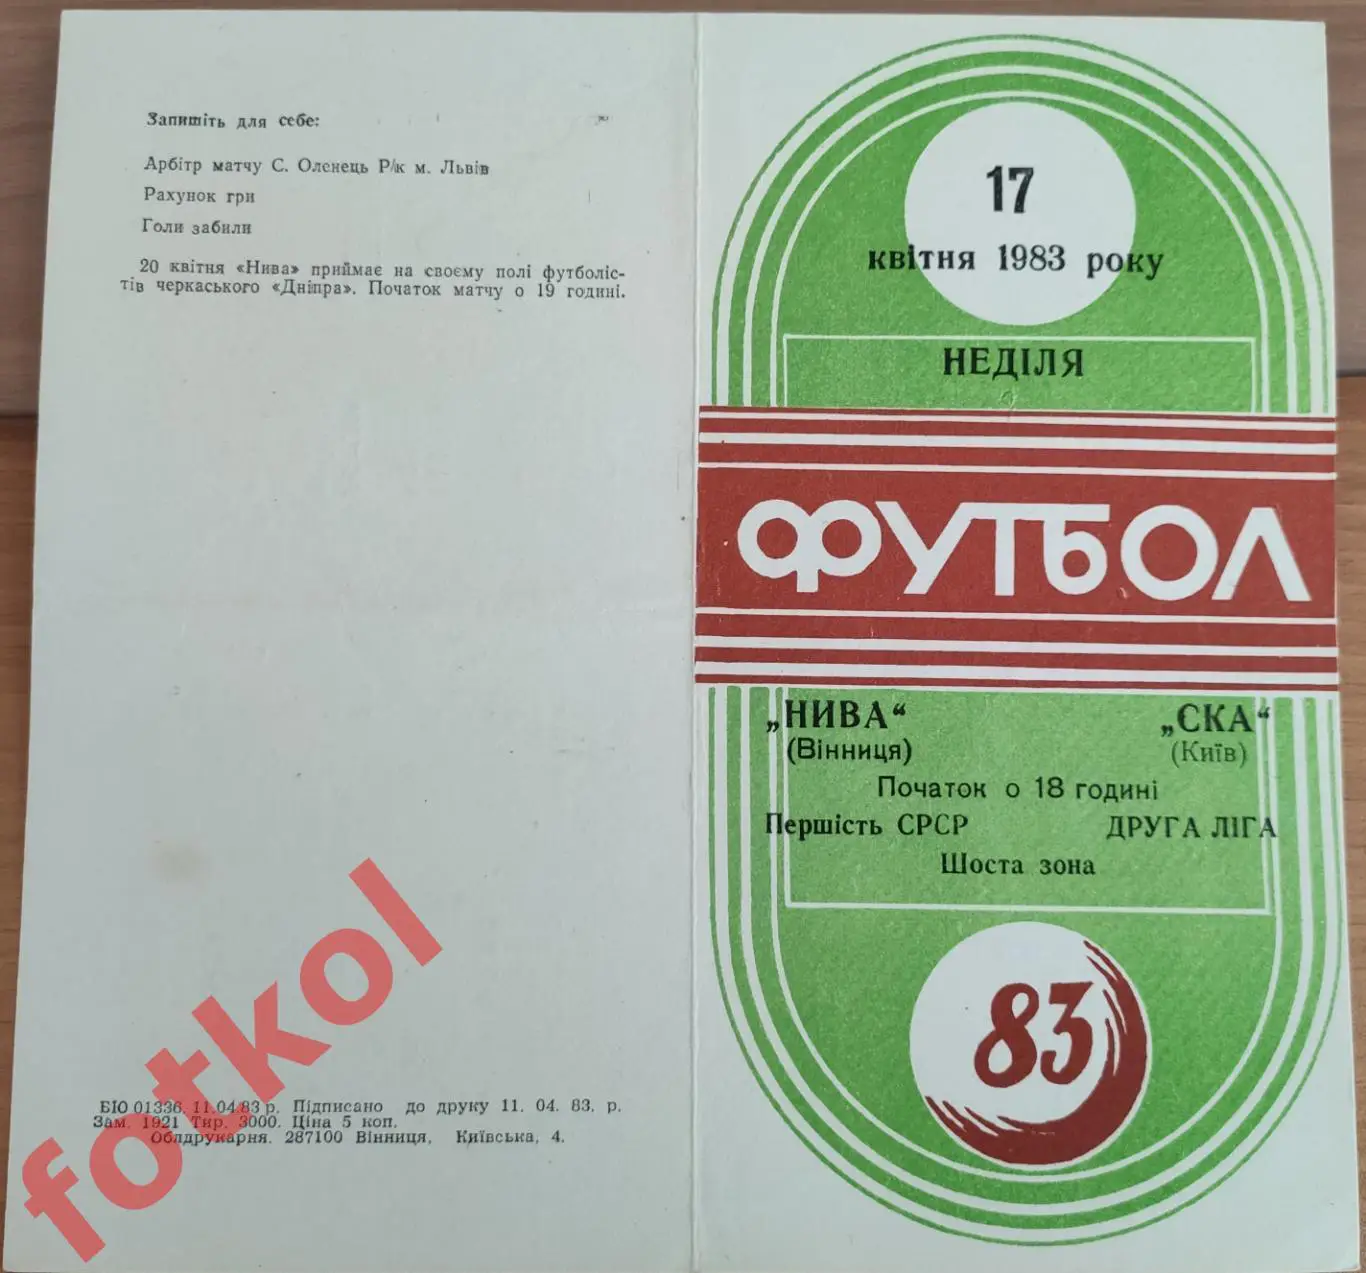 Запишіть для себе:
Арбітр матчу С. Оленець Р/к м. Львів
Рахунок гри
Голи забили
20 квітня «Нива» приймає на своєму полі футболіс-
тів черкаського «Дніпра». Початок матчу о 19 годині.
БЮ 01336. 11.04.83 р. Підписано до друку 11. 04. 83. р.
Зам. 1921 Тир. 3000. Ціна 5 коп.
Облдрукарня. 287100 Вінниця, Київська, 4.
fotkol
17
квітня 1983 року
НЕДІЛЯ
ФУТБОЛ
„НИВА“ „СКА“
(Вінниця) (Київ)
Початок о 18 годині
Першість СРСР ДРУГА ЛІГА
Шоста зона
83